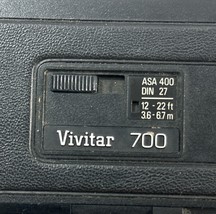 ASA 400
DIN 27
12 - 22 ft
3.6 - 6.7 m
Vivitar 700